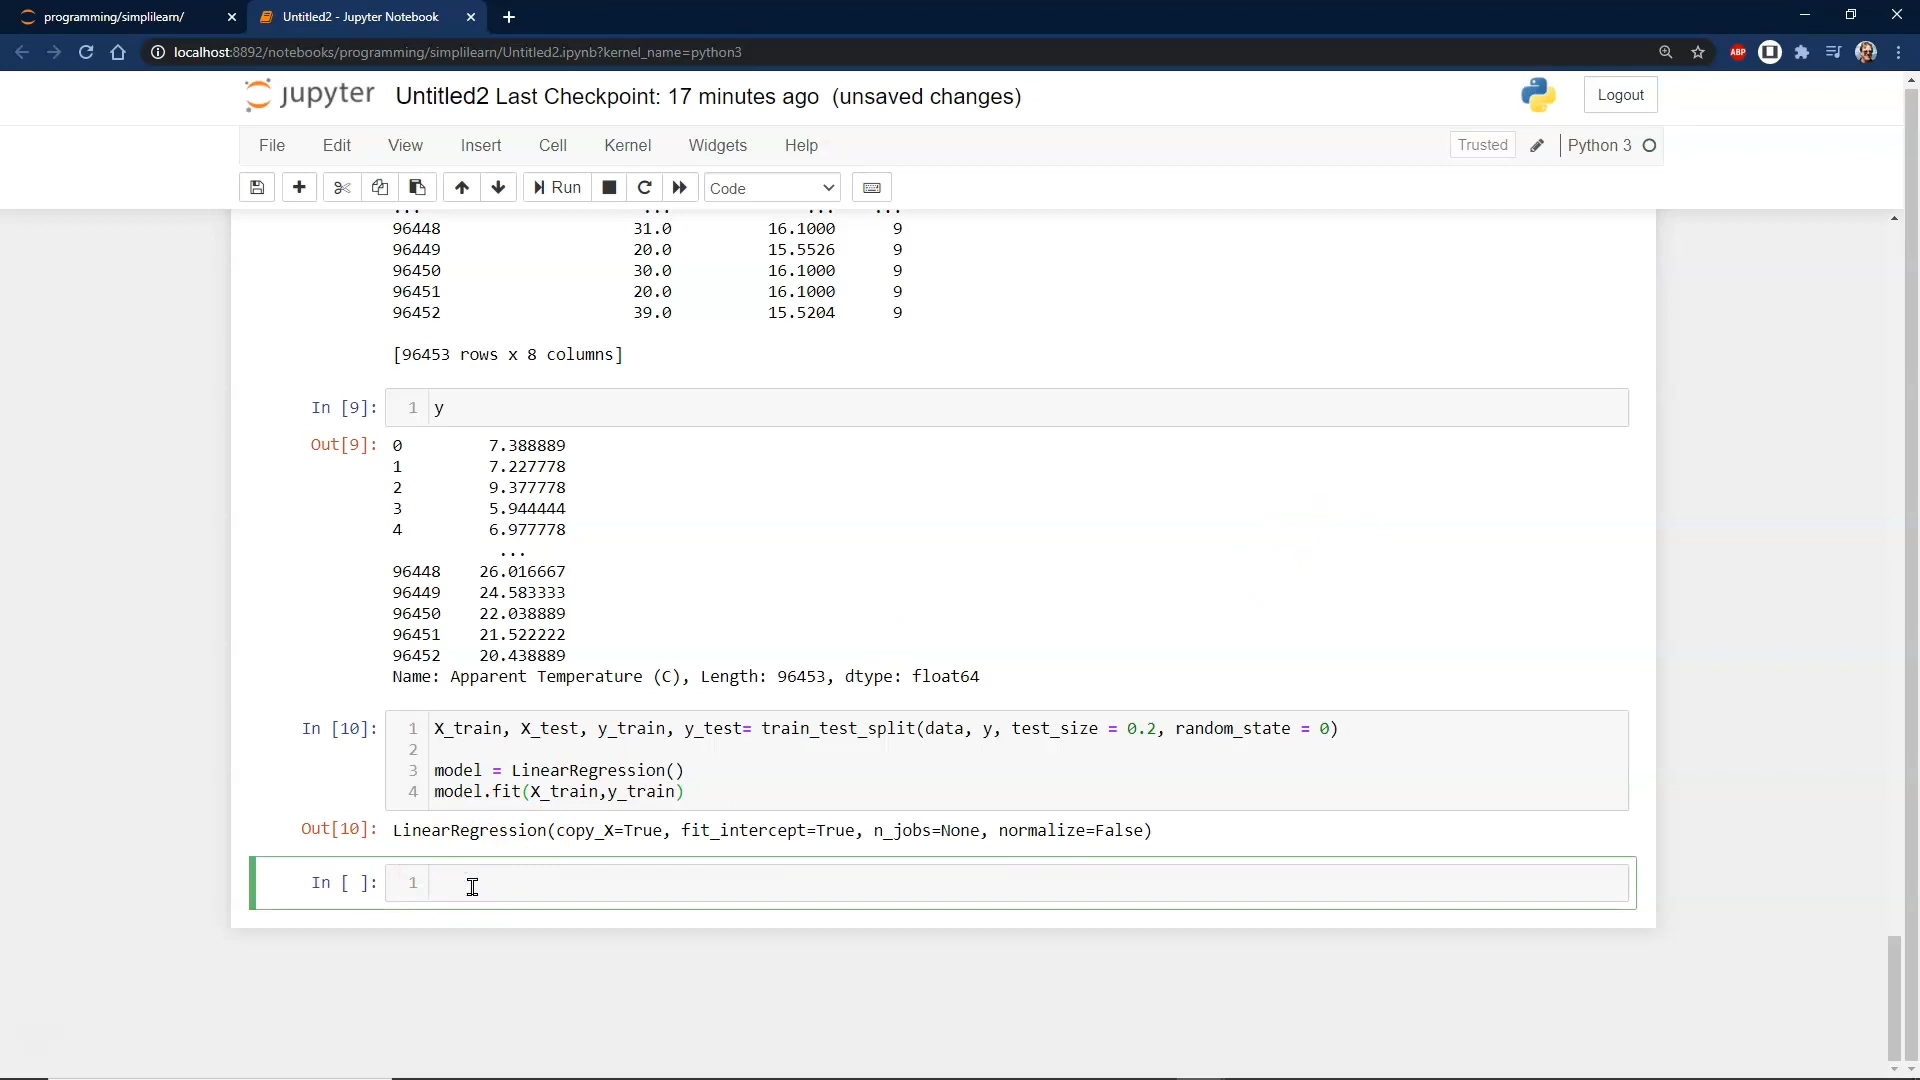 programming/simplilearn/
Untitled2 - Jupyter Notebook
localhost:8892/notebooks/programming/simplilearn/Untitled2.ipynb?kernel_name=python3
ABP
jupyter Untitled2 Last Checkpoint: 17 minutes ago (unsaved changes)
Logout
File Edit View Insert Cell Kernel Widgets Help
Trusted Python 3
Run Code
... ... ... ...
96448 31.0 16.1000 9
96449 20.0 15.5526 9
96450 30.0 16.1000 9
96451 20.0 16.1000 9
96452 39.0 15.5204 9
[96453 rows x 8 columns]
In [9]: 1 y
Out[9]: 0 7.388889
1 7.227778
2 9.377778
3 5.944444
4 6.977778
...
96448 26.016667
96449 24.583333
96450 22.038889
96451 21.522222
96452 20.438889
Name: Apparent Temperature (C), Length: 96453, dtype: float64
In [10]: 1 X_train, X_test, y_train, y_test= train_test_split(data, y, test_size = 0.2, random_state = 0)
2
3 model = LinearRegression()
4 model.fit(X_train,y_train)
Out[10]: LinearRegression(copy_X=True, fit_intercept=True, n_jobs=None, normalize=False)
In [ ]: 1